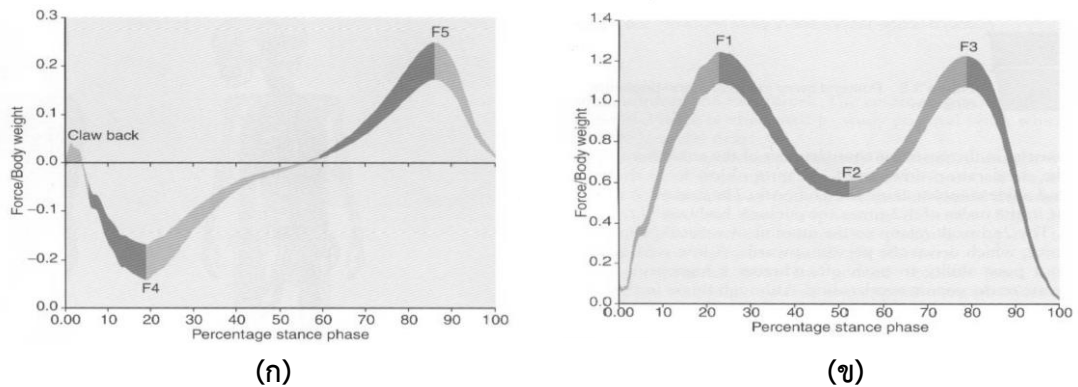 0.3
F5
0.2
Force/Body weight
0.1
Claw back
0.0
−0.1
−0.2
F4
0.0
0.00 10 20 30 40 50 60 70 80 90 100
Percentage stance phase
(ก)
1.4
F1
F3
1.2
1.0
Force/Body weight
0.8
F2
0.6
0.4
0.2
0.0
0.00 10 20 30 40 50 60 70 80 90 100
Percentage stance phase
(ข)